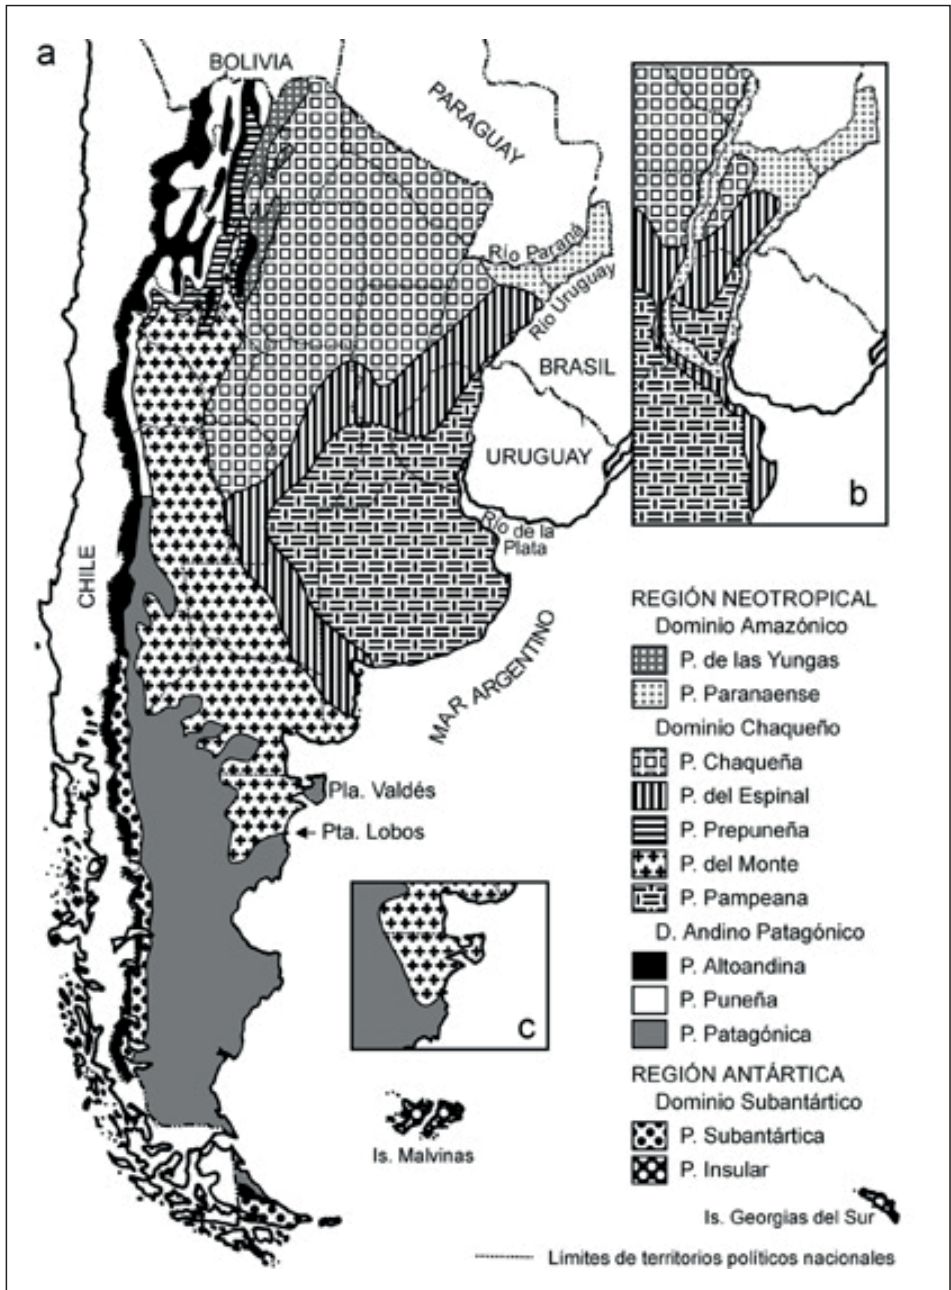 a
BOLIVIA
PARAGUAY
Río Paraná
Río Uruguay
BRASIL
URUGUAY
Río de la
Plata
CHILE
MAR ARGENTINO
Pla. Valdés
Pta. Lobos
b
c
Is. Malvinas
REGIÓN NEOTROPICAL
Dominio Amazónico
P. de las Yungas
P. Paranaense
Dominio Chaqueño
P. Chaqueña
P. del Espinal
P. Prepuneña
P. del Monte
P. Pampeana
D. Andino Patagónico
P. Altoandina
P. Puneña
P. Patagónica
REGIÓN ANTÁRTICA
Dominio Subantártico
P. Subantártica
P. Insular
Is. Georgias del Sur
Limites de territorios políticos nacionales